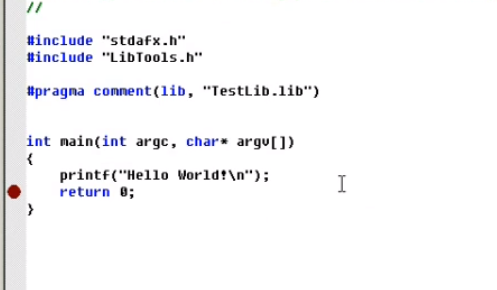 //
#include "stdafx.h"
#include "LibTools.h"
#pragma comment(lib, "TestLib.lib")
int main(int argc, char* argv[])
{
printf("Hello World!\n");
return 0;
}